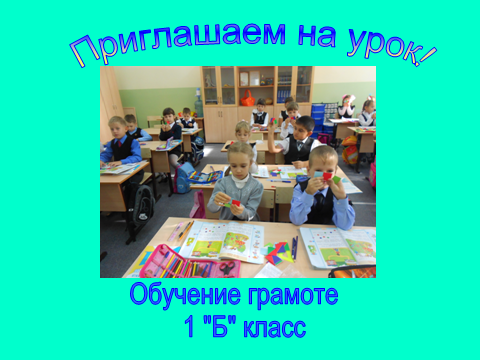 Приглашаем на урок!
Обучение грамоте
1 "Б" класс